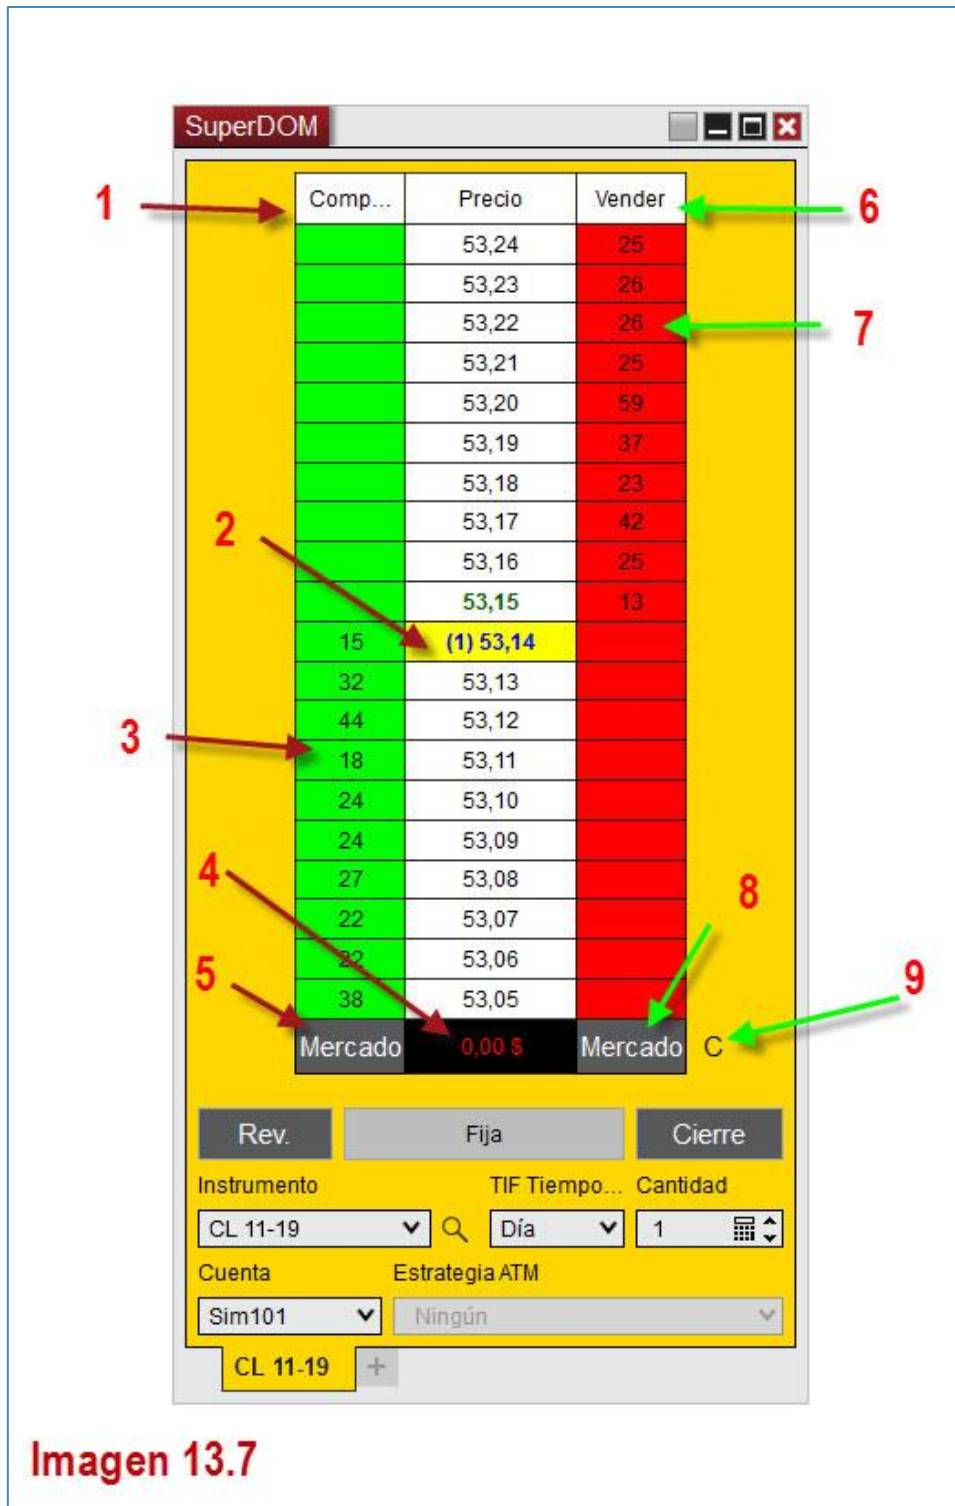 SuperDOM
1 Comp... Precio Vender 6
53,24 25
53,23 26
53,22 26 7
53,21 25
53,20 59
53,19 37
53,18 23
2 53,17 42
53,16 25
53,15 13
15 (1) 53,14
32 53,13
3 44 53,12
18 53,11
24 53,10
24 53,09
4 27 53,08 8
22 53,07
22 53,06
5 38 53,05 9
Mercado 0,00 $ Mercado C
Rev. Fija Cierre
Instrumento TIF Tiempo... Cantidad
CL 11-19 Día 1
Cuenta Estrategia ATM
Sim101 Ningún
CL 11-19 +
Imagen 13.7